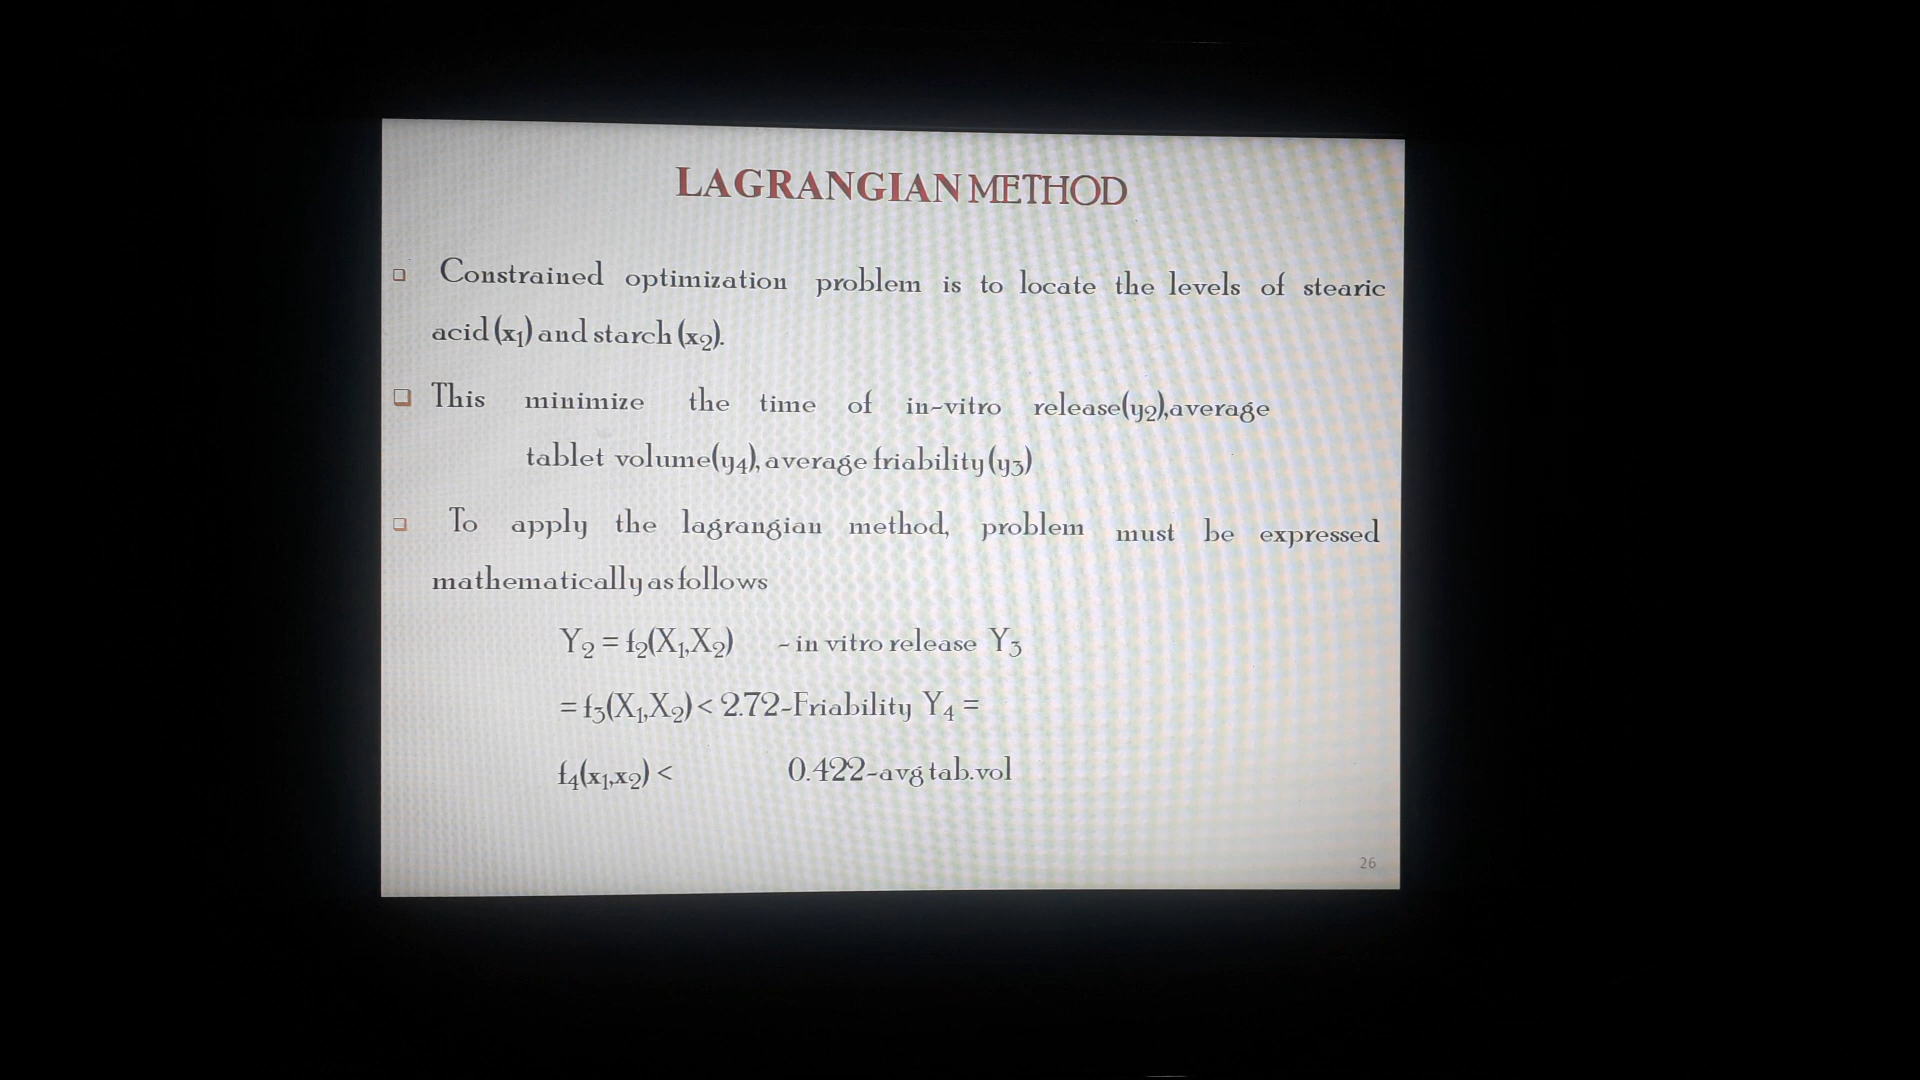 LAGRANGIAN METHOD
❑ Constrained optimization problem is to locate the levels of stearic
acid (x₁) and starch (x₂).
❑ This minimize the time of in-vitro release(y₂),average
tablet volume(y₄), average friability (y₃)
❑ To apply the lagrangian method, problem must be expressed
mathematically as follows
Y₂ = f₂(X₁,X₂) - in vitro release Y₃
= f₃(X₁,X₂) < 2.72-Friability Y₄ =
f₄(x₁,x₂) < 0.422-avg tab.vol
26